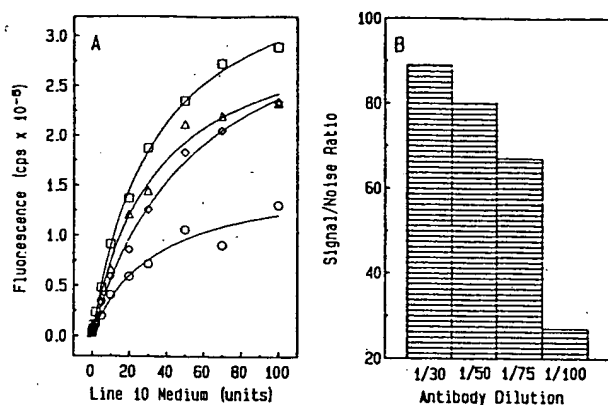 A
3.0
2.5
2.0
1.5
1.0
0.5
0.0
Fluorescence (cps x 10⁻⁵)
0 20 40 60 80 100
Line 10 Medium (units)
B
100
80
60
40
20
Signal/Noise Ratio
1/30 1/50 1/75 1/100
Antibody Dilution